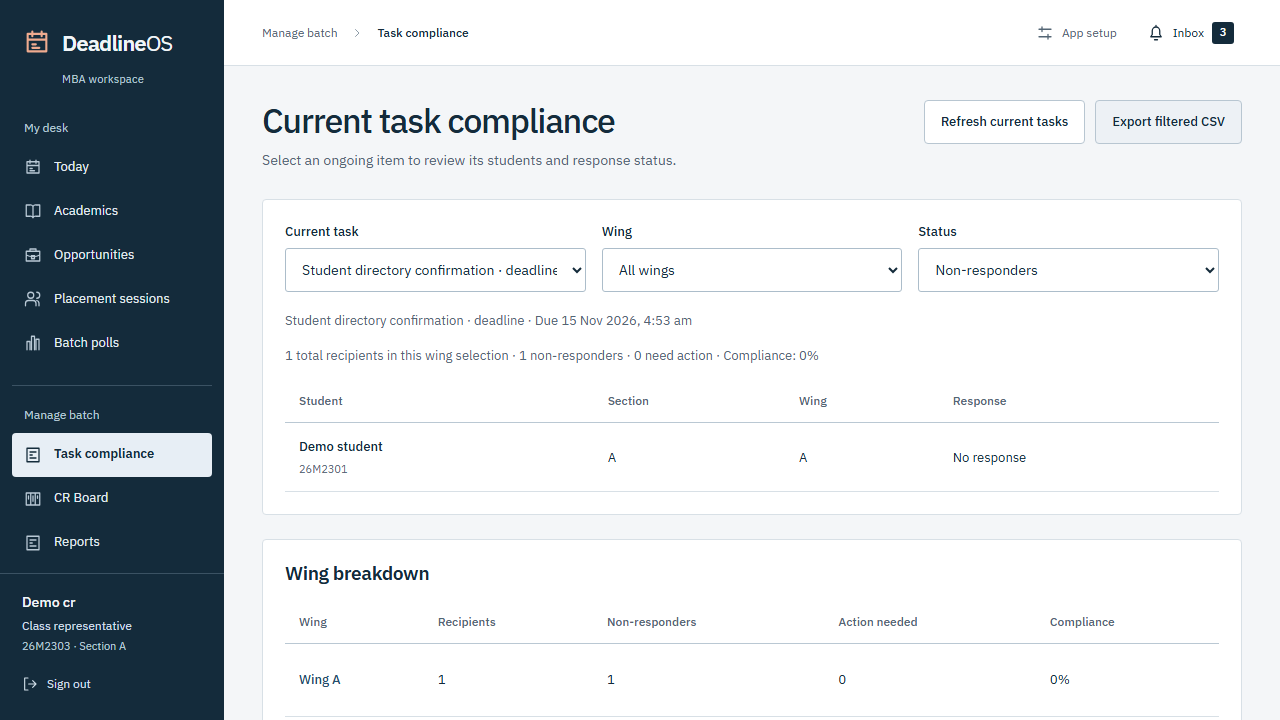 DeadlineOS
MBA workspace
My desk
Today
Academics
Opportunities
Placement sessions
Batch polls
Manage batch
Task compliance
CR Board
Reports
Demo cr
Class representative
26M2303 · Section A
Sign out
Manage batch
Task compliance
App setup
Inbox
3
Current task compliance
Select an ongoing item to review its students and response status.
Refresh current tasks
Export filtered CSV
Current task
Wing
Status
Student directory confirmation · deadline
All wings
Non-responders
Student directory confirmation · deadline · Due 15 Nov 2026, 4:53 am
1 total recipients in this wing selection · 1 non-responders · 0 need action · Compliance: 0%
Student
Section
Wing
Response
Demo student
26M2301
A
A
No response
Wing breakdown
Wing
Recipients
Non-responders
Action needed
Compliance
Wing A
1
1
0
0%